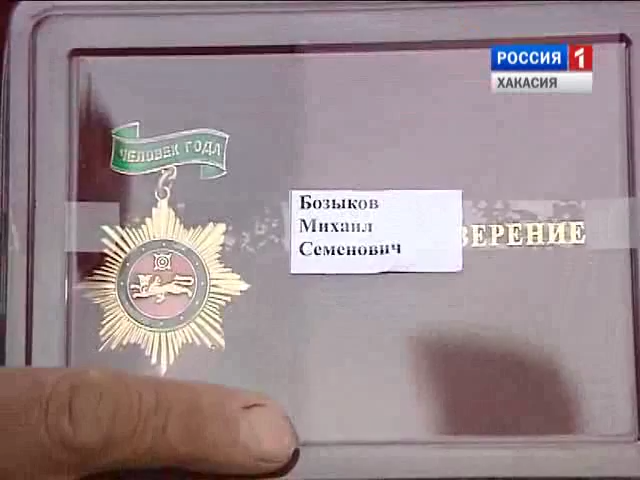 РОССИЯ 1
ХАКАСИЯ
ЧЕЛОВЕК ГОДА
Бозыков
Михаил
Семенович
ВЕРЕНИЕ